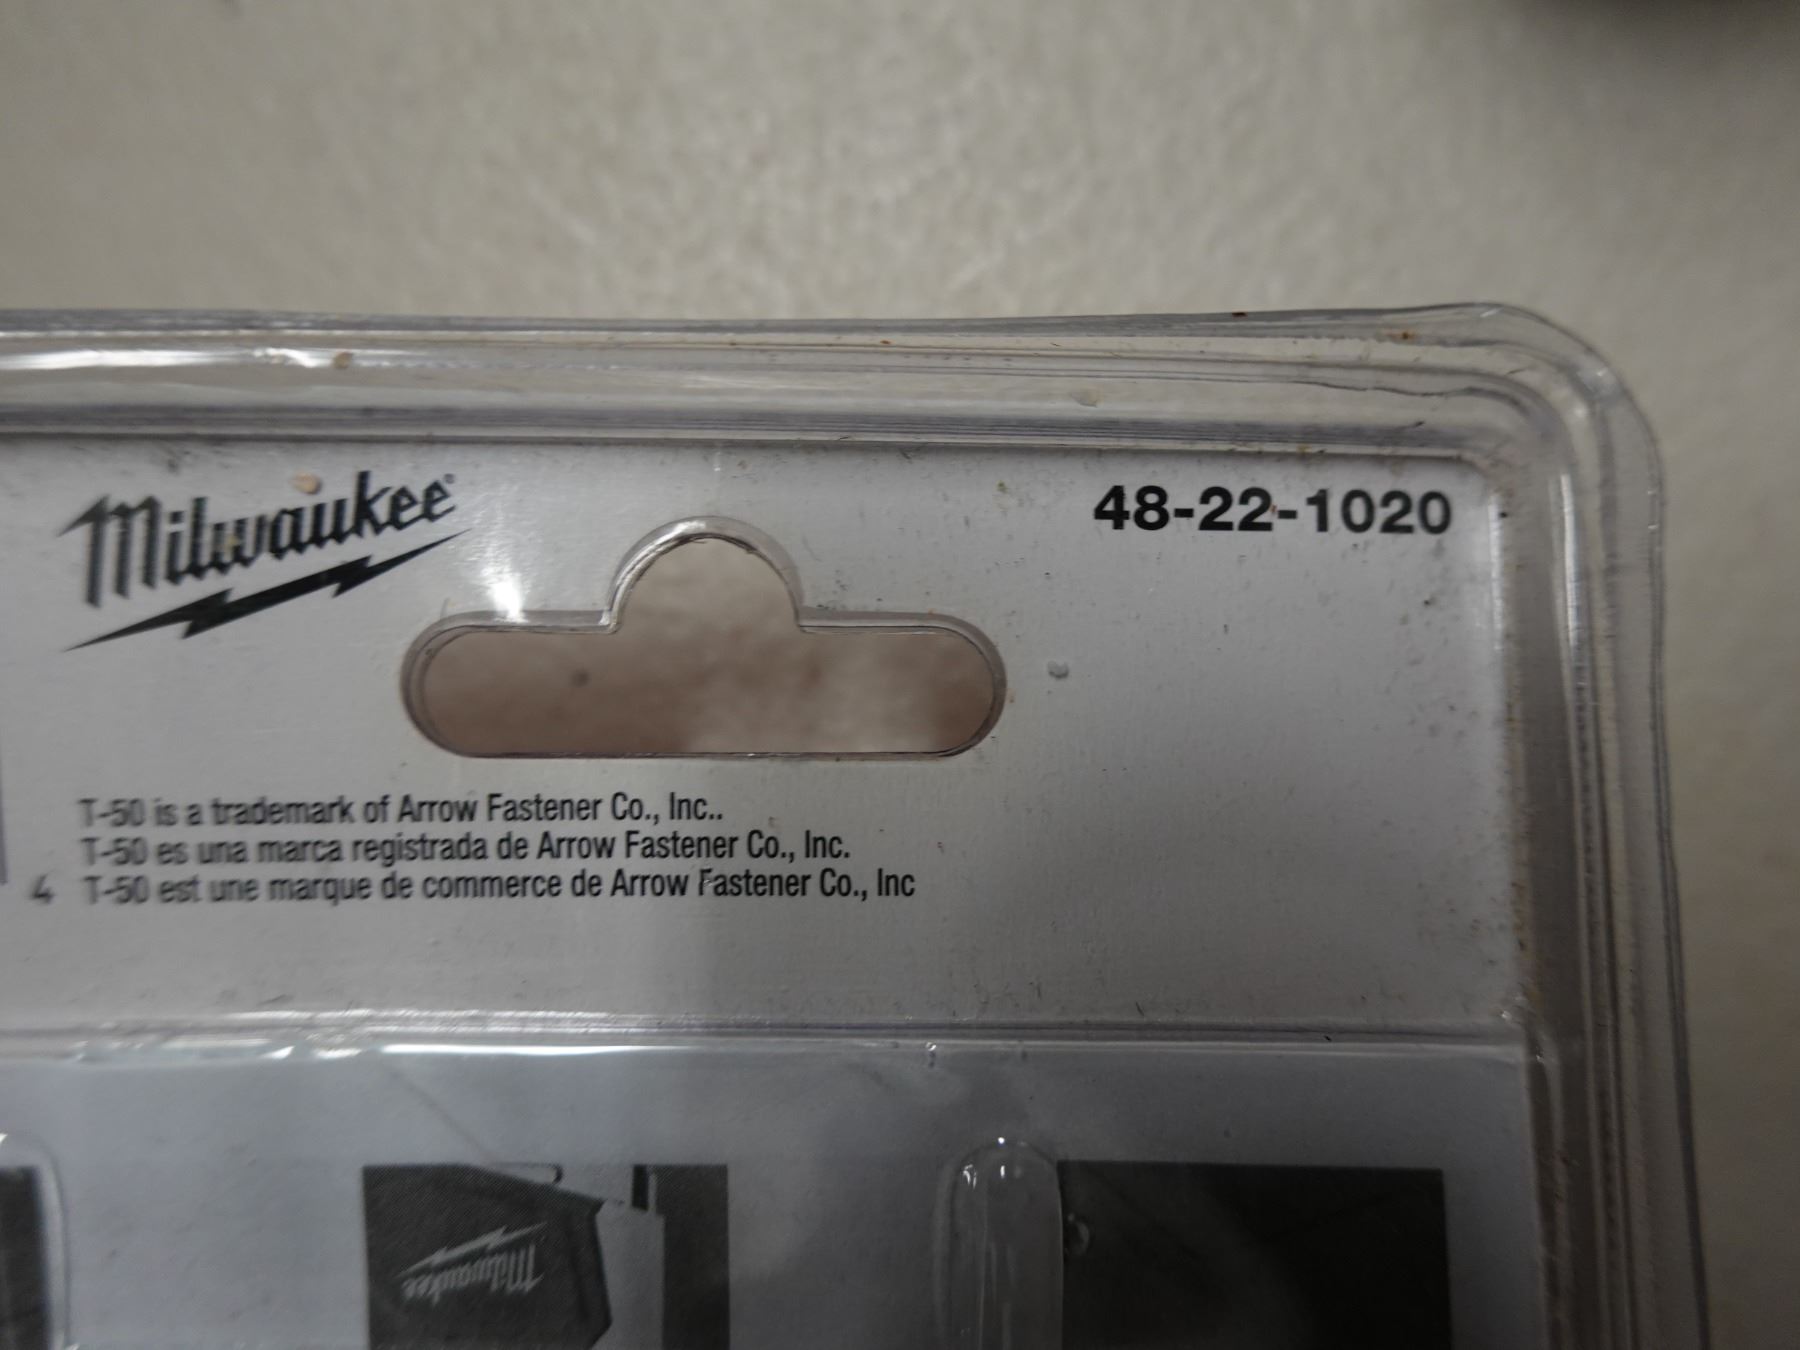 Milwaukee®
48-22-1020
T-50 is a trademark of Arrow Fastener Co., Inc..
T-50 es una marca registrada de Arrow Fastener Co., Inc.
4 T-50 est une marque de commerce de Arrow Fastener Co., Inc
Milwaukee